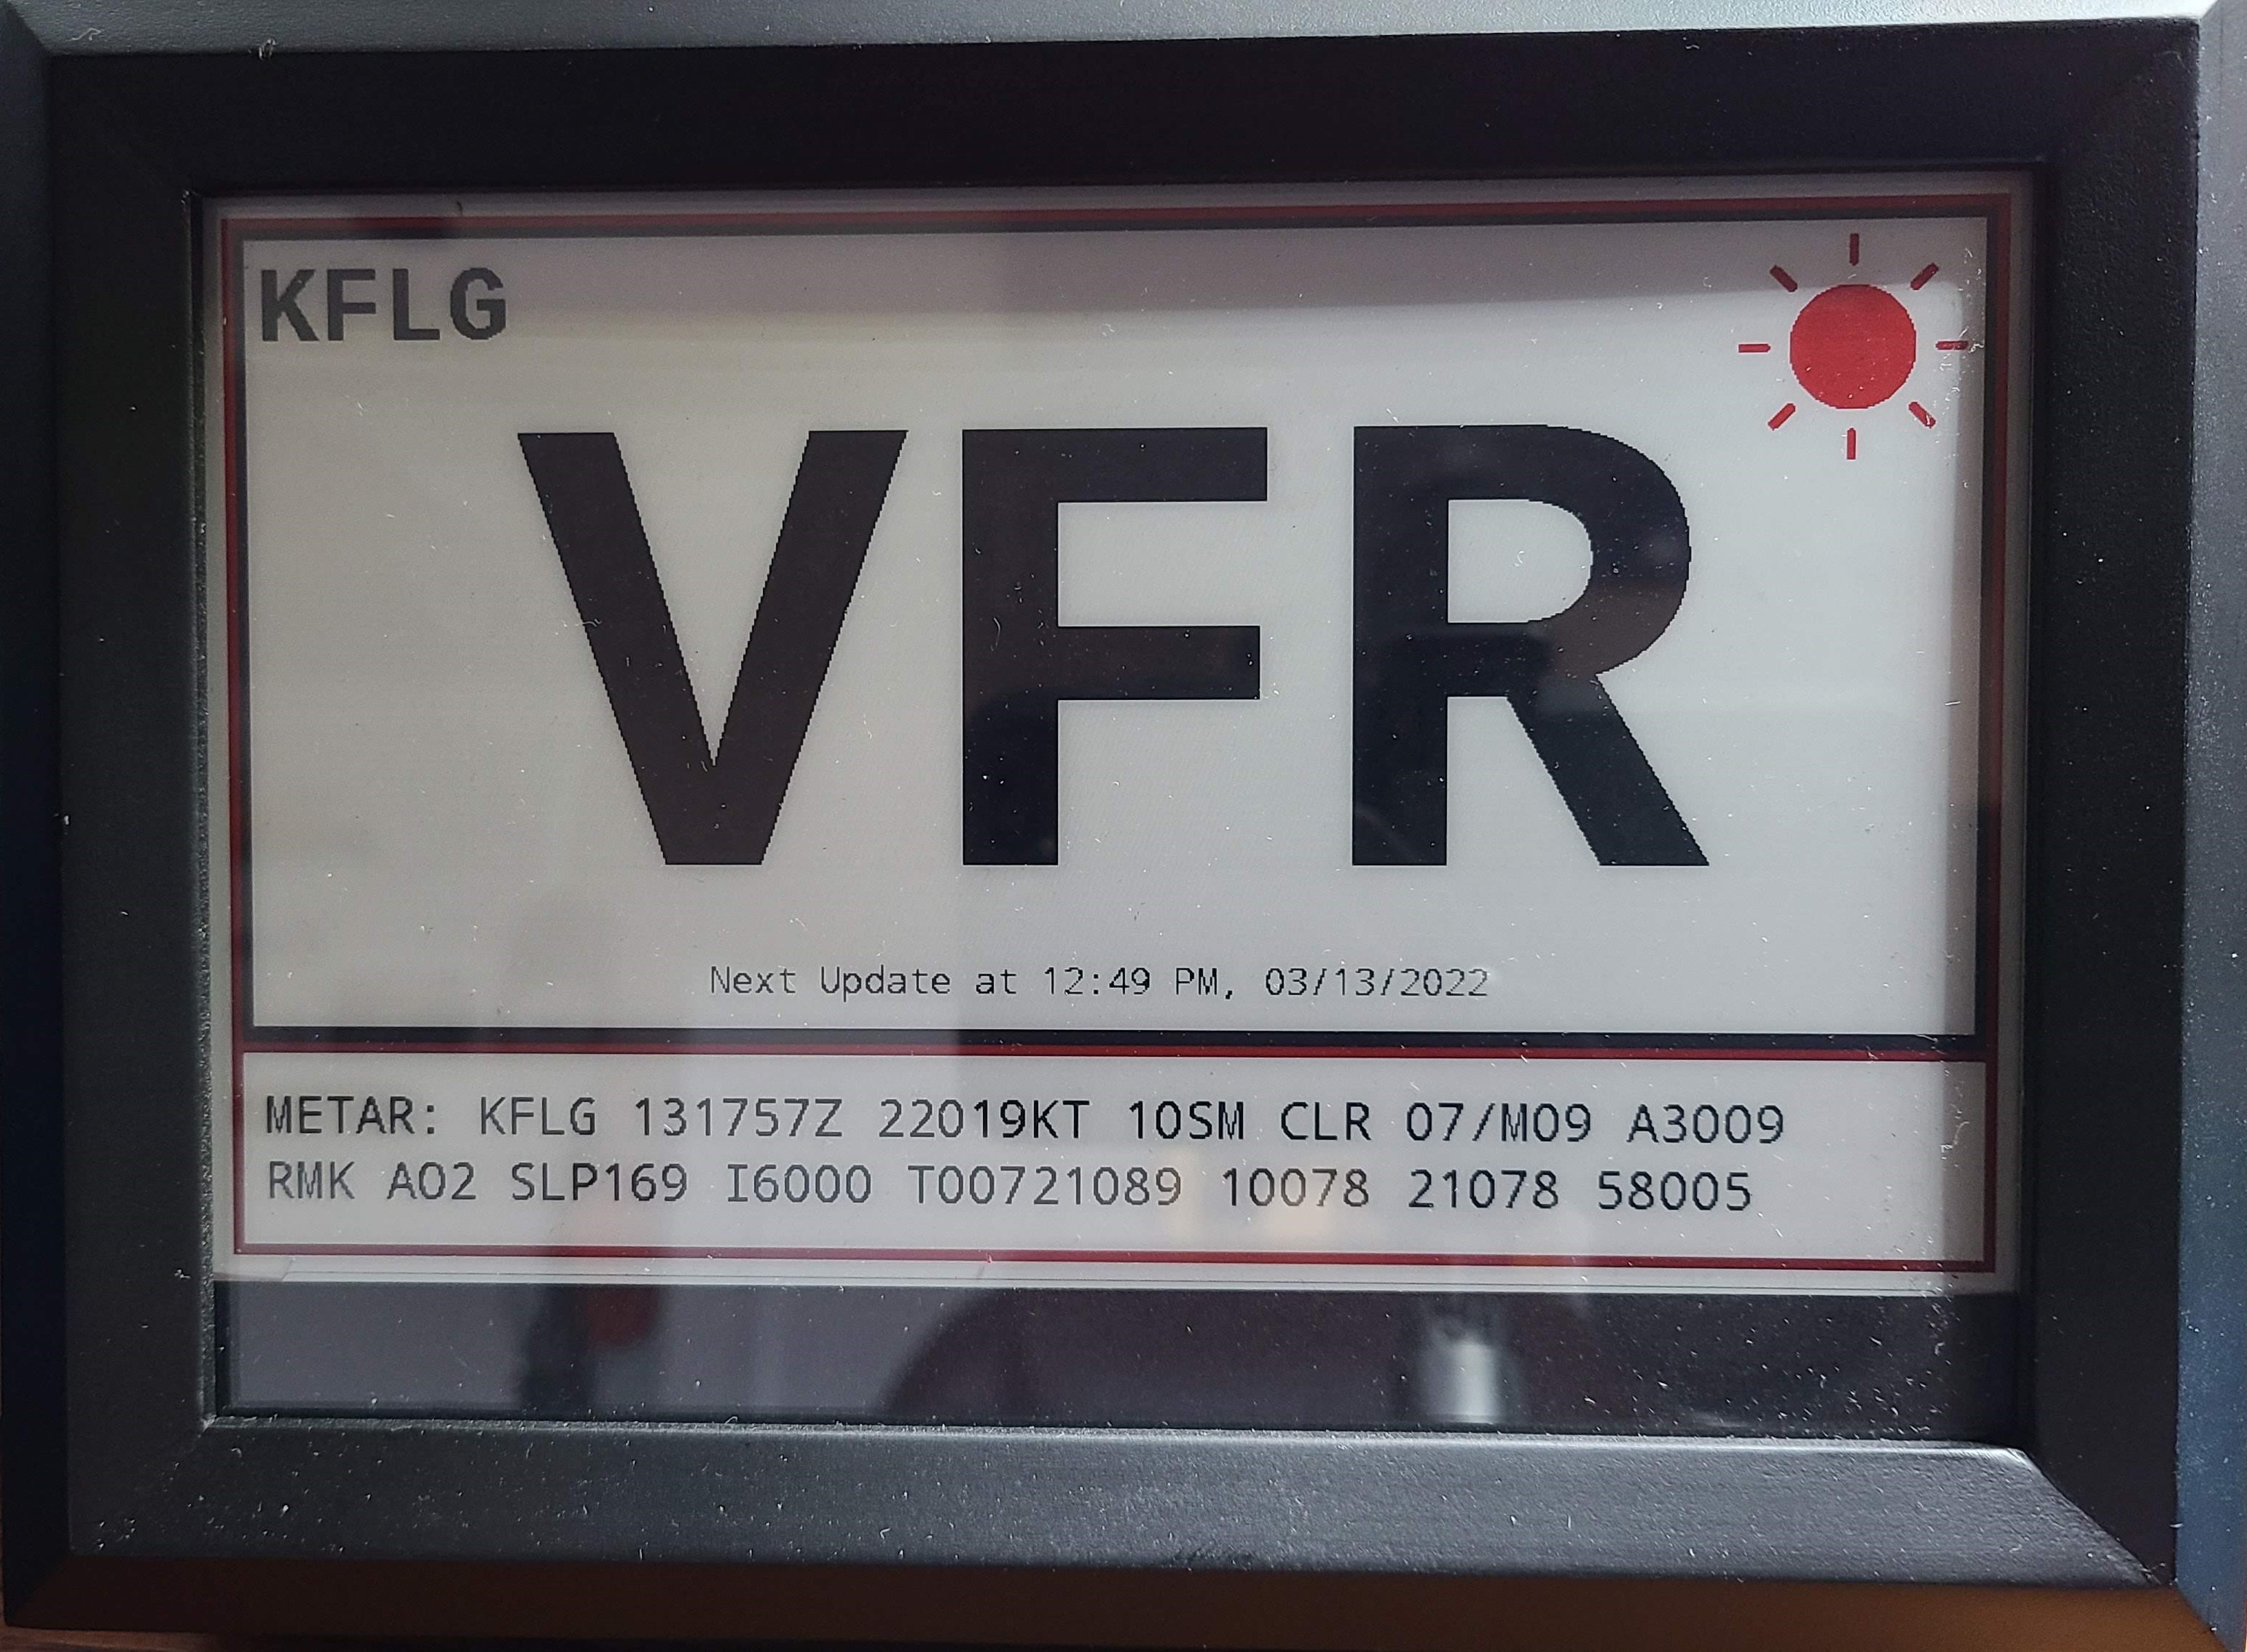 KFLG
VFR
Next Update at 12:49 PM, 03/13/2022
METAR: KFLG 131757Z 22019KT 10SM CLR 07/M09 A3009
RMK AO2 SLP169 I6000 T00721089 10078 21078 58005